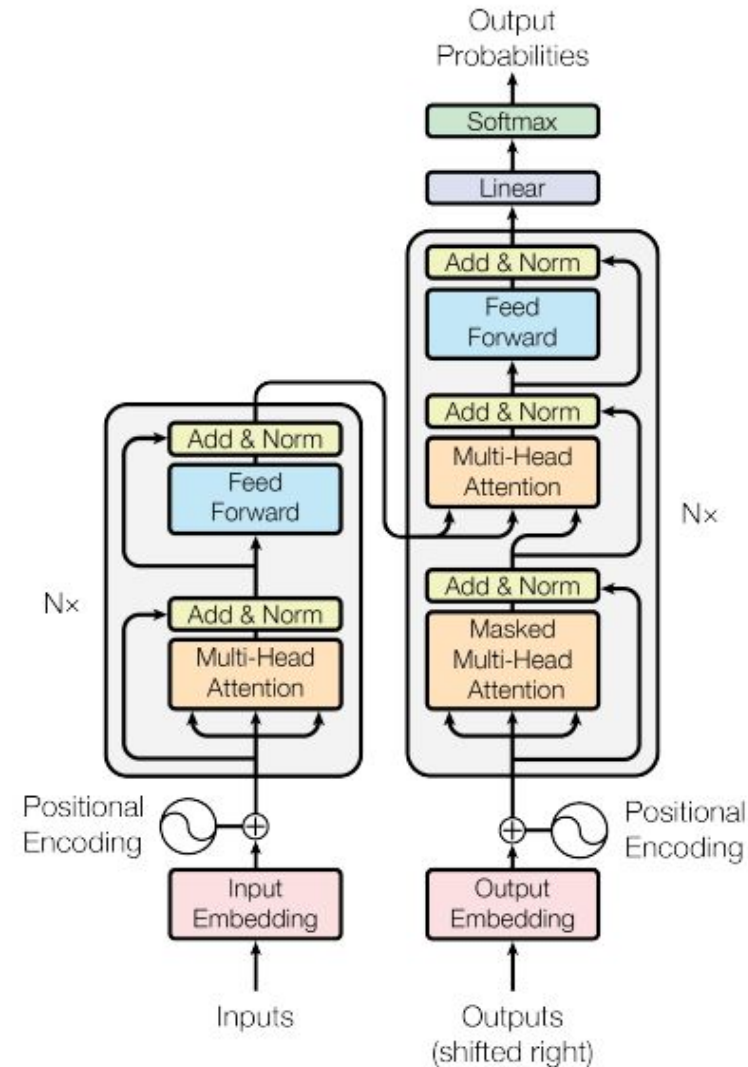 Output
Probabilities
Softmax
Linear
Add & Norm
Feed
Forward
Add & Norm
Multi-Head
Attention
Nx
Add & Norm
Masked
Multi-Head
Attention
Add & Norm
Feed
Forward
Nx
Add & Norm
Multi-Head
Attention
Positional
Encoding
Positional
Encoding
Input
Embedding
Output
Embedding
Inputs
Outputs
(shifted right)